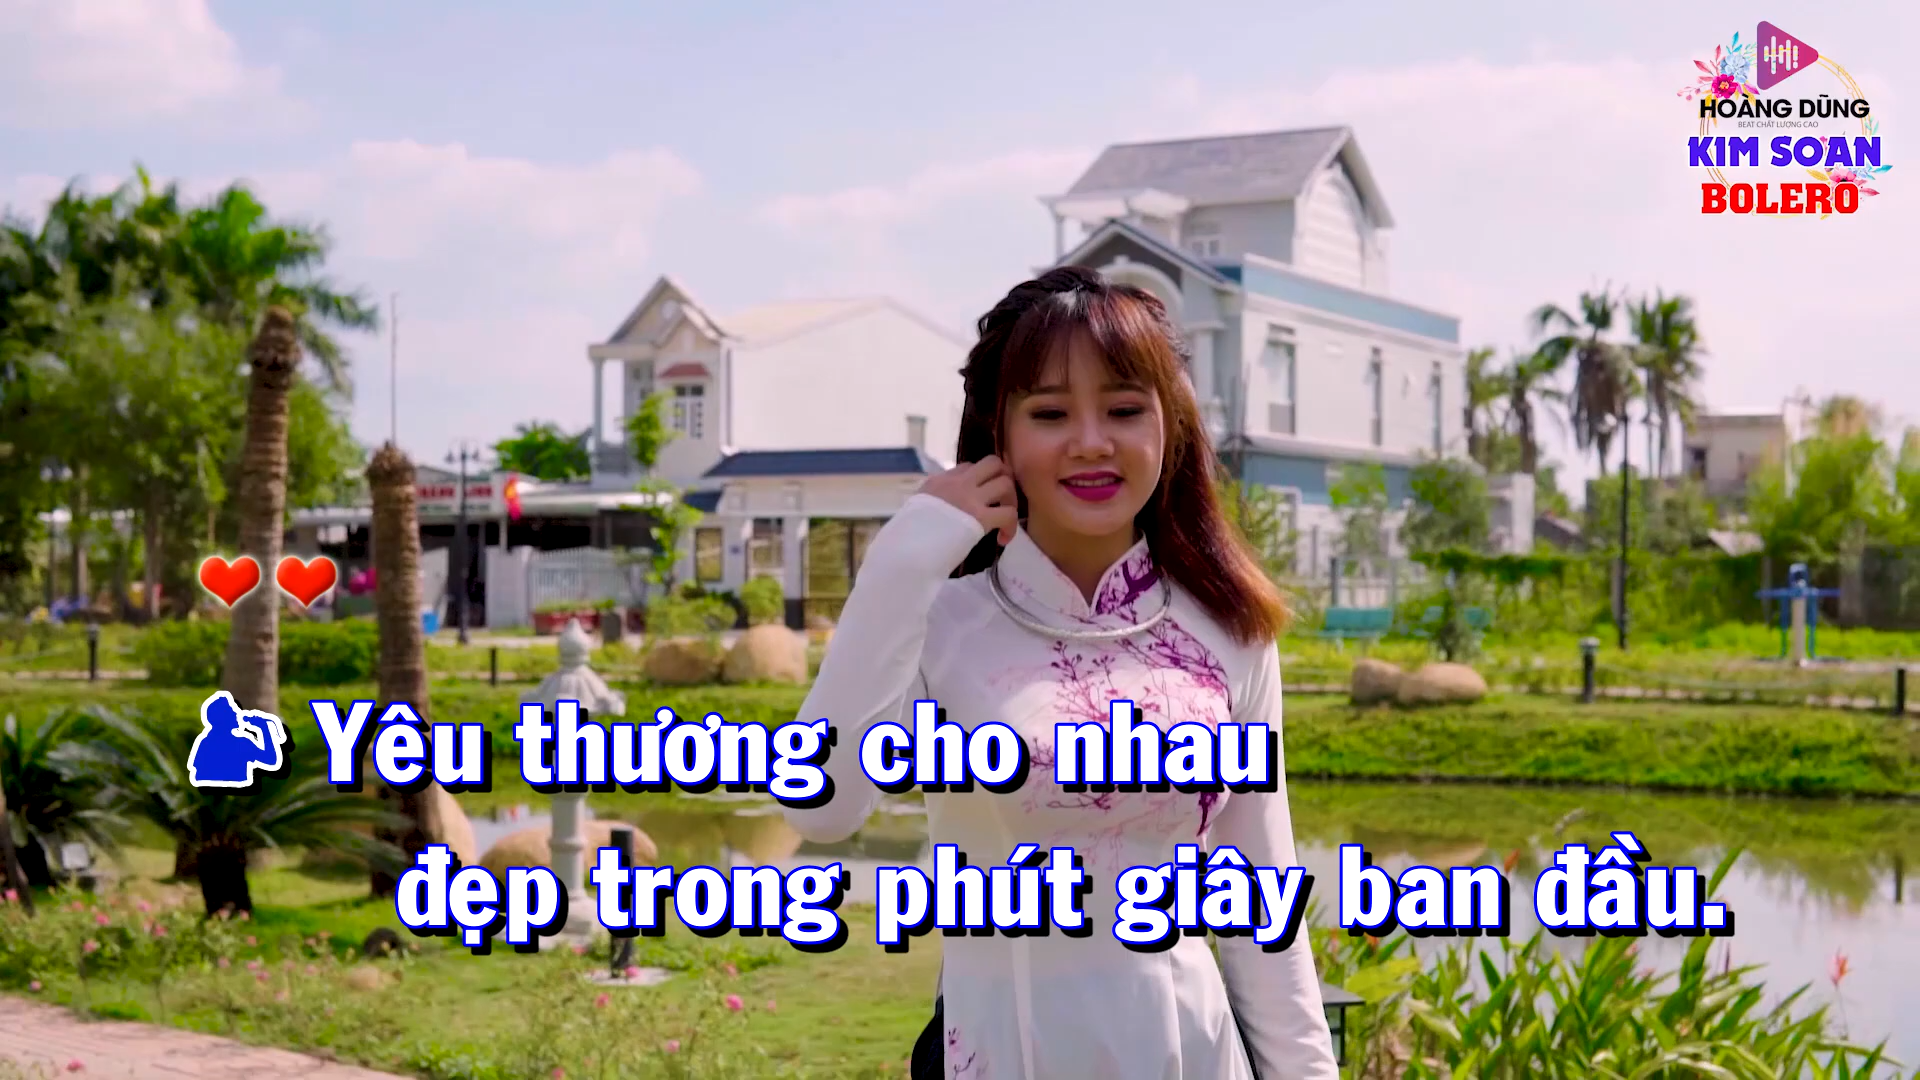 HOÀNG DŨNG
BEAT CHẤT LƯỢNG CAO
KIM SOAN
BOLERO
Yêu thương cho nhau
đẹp trong phút giây ban đầu.